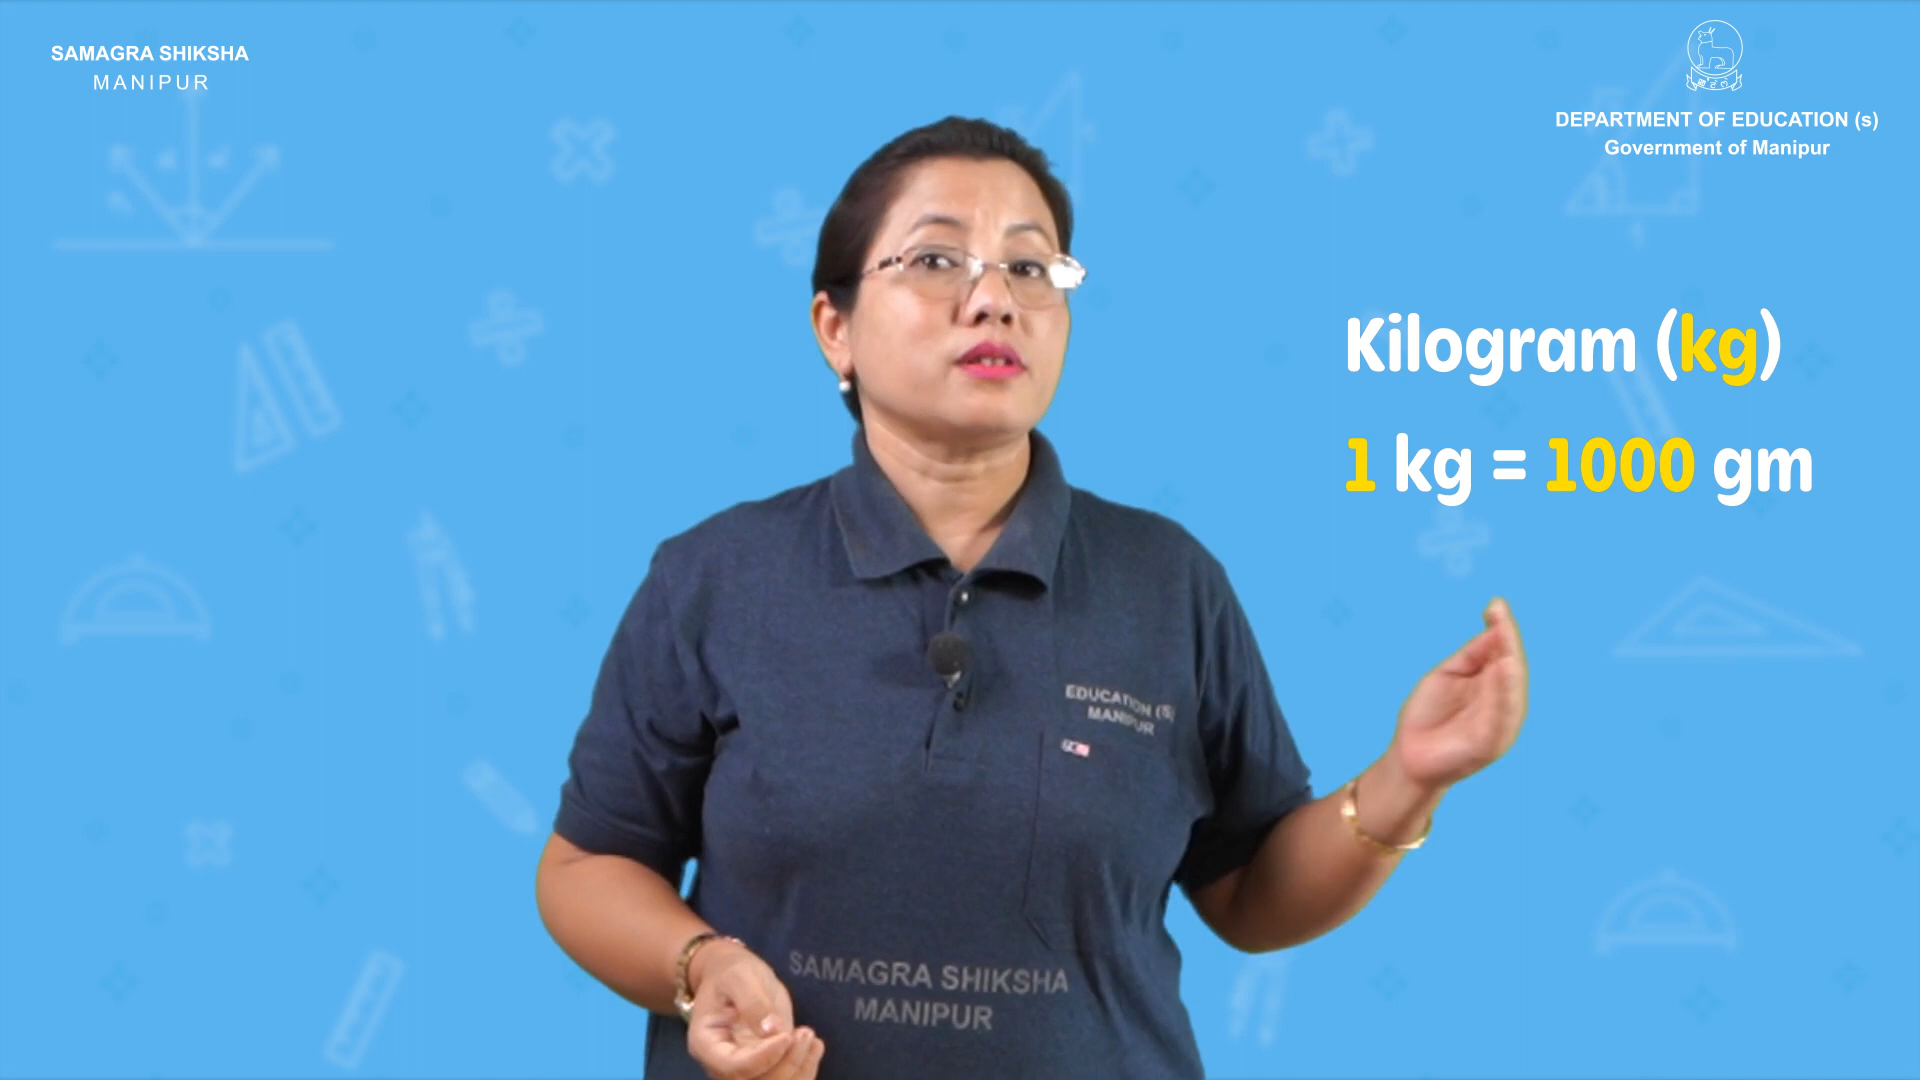 SAMAGRA SHIKSHA
MANIPUR
DEPARTMENT OF EDUCATION (s)
Government of Manipur
Kilogram (kg)
1 kg = 1000 gm
EDUCATION (S)
MANIPUR
SAMAGRA SHIKSHA
MANIPUR